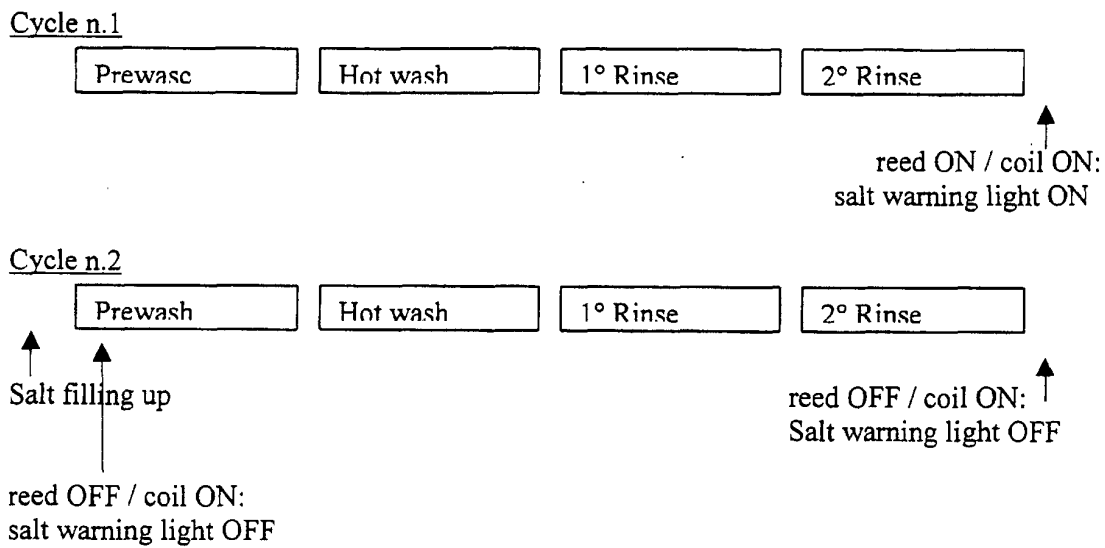 Cycle n.1
Prewasc Hot wash 1° Rinse 2° Rinse
reed ON / coil ON:
salt warning light ON
Cycle n.2
Prewash Hot wash 1° Rinse 2° Rinse
Salt filling up
reed OFF / coil ON:
Salt warning light OFF
reed OFF / coil ON:
salt warning light OFF